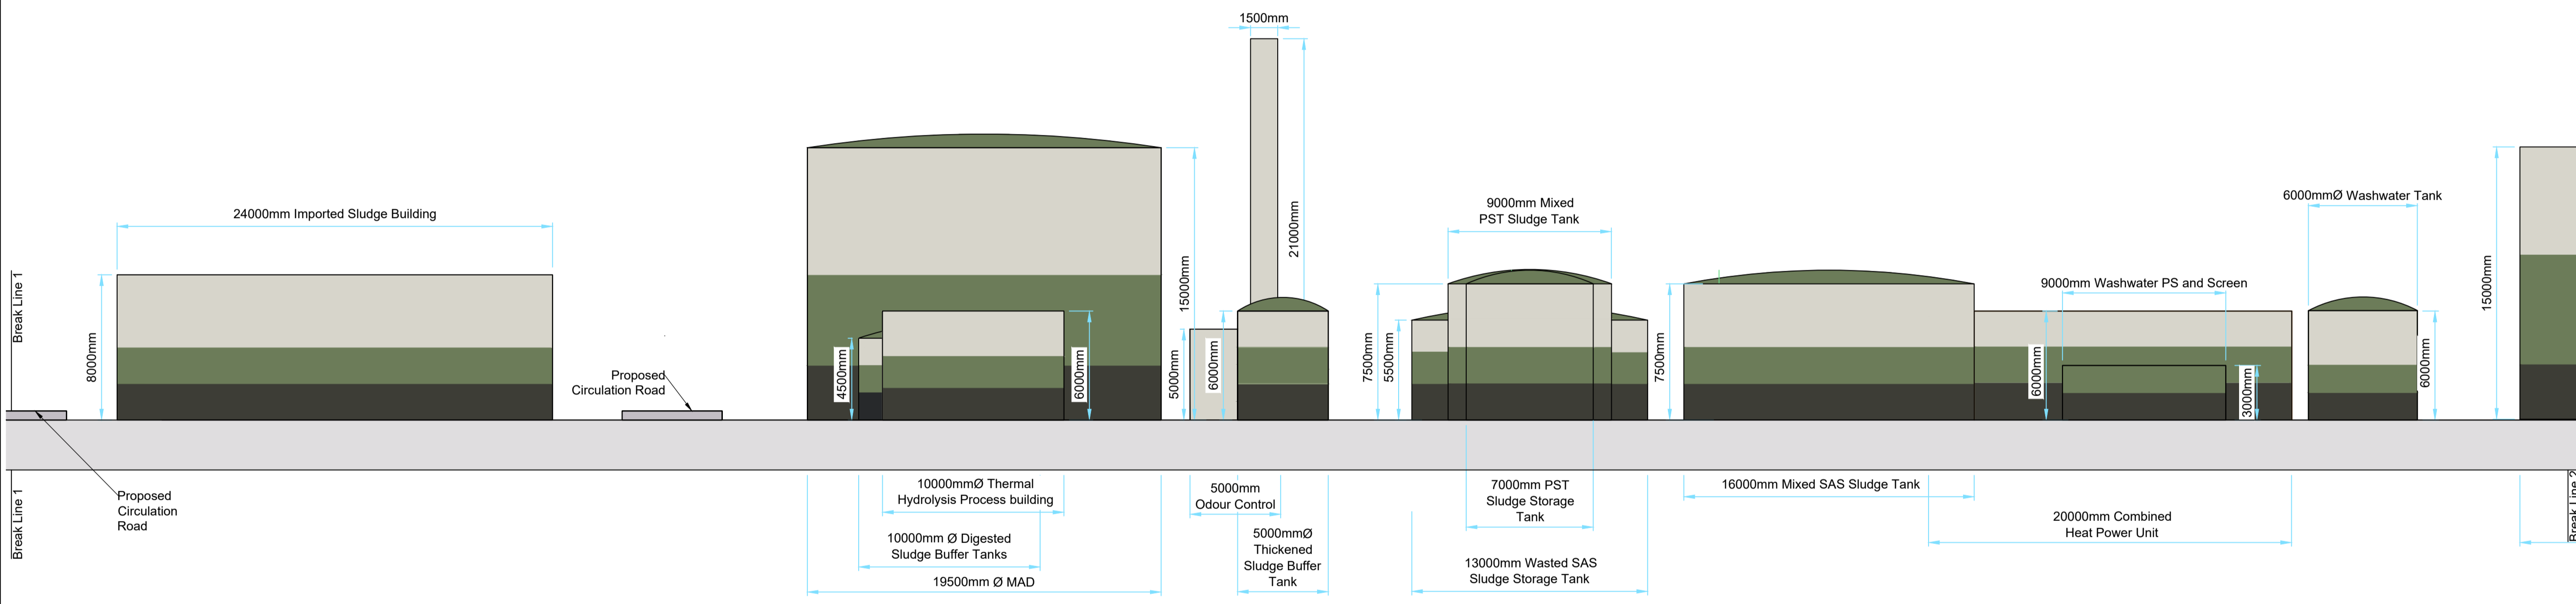 1500mm
21000mm
24000mm Imported Sludge Building
9000mm Mixed
PST Sludge Tank
6000mmØ Washwater Tank
9000mm Washwater PS and Screen
Break Line 1
8000mm
Proposed
Circulation Road
4500mm
6000mm
15000mm
5000mm
6000mm
7500mm
5500mm
7500mm
6000mm
3000mm
6000mm
15000mm
Break Line 1
Proposed
Circulation
Road
10000mmØ Thermal
Hydrolysis Process building
10000mm Ø Digested
Sludge Buffer Tanks
19500mm Ø MAD
5000mm
Odour Control
5000mmØ
Thickened
Sludge Buffer
Tank
7000mm PST
Sludge Storage
Tank
13000mm Wasted SAS
Sludge Storage Tank
16000mm Mixed SAS Sludge Tank
20000mm Combined
Heat Power Unit
Break Line 2